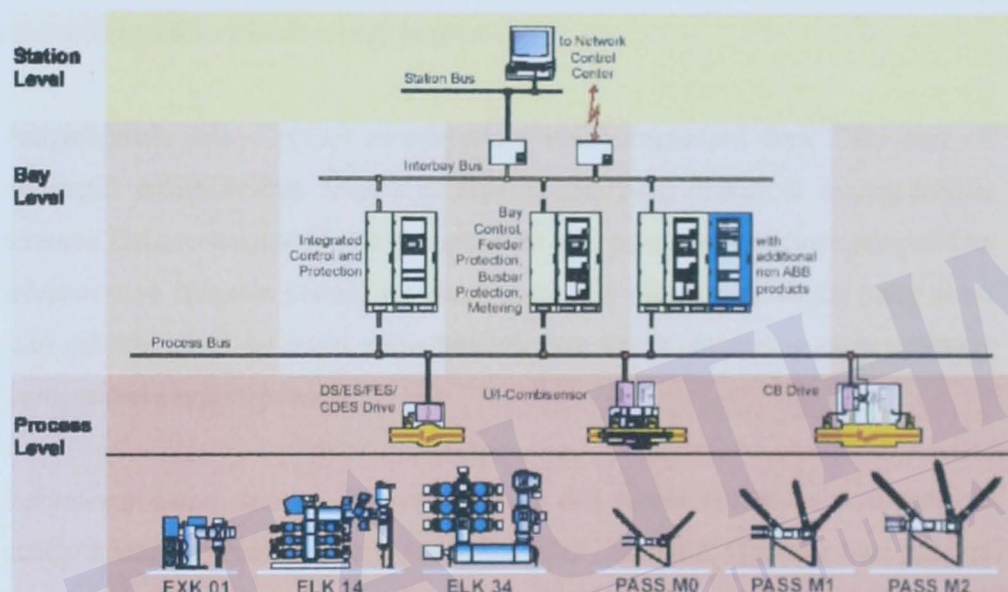 Station
Level
to Network
Control
Center
Station Bus
Bay
Level
Interbay Bus
Integrated
Control and
Protection
Bay
Control,
Feeder
Protection,
Busbar
Protection,
Metering
with
additional
non ABB
products
Process Bus
Process
Level
DS/ES/FES/
CDES Drive
U/I-Combisensor
CB Drive
EXK 01
ELK 14
ELK 34
PASS M0
PASS M1
PASS M2